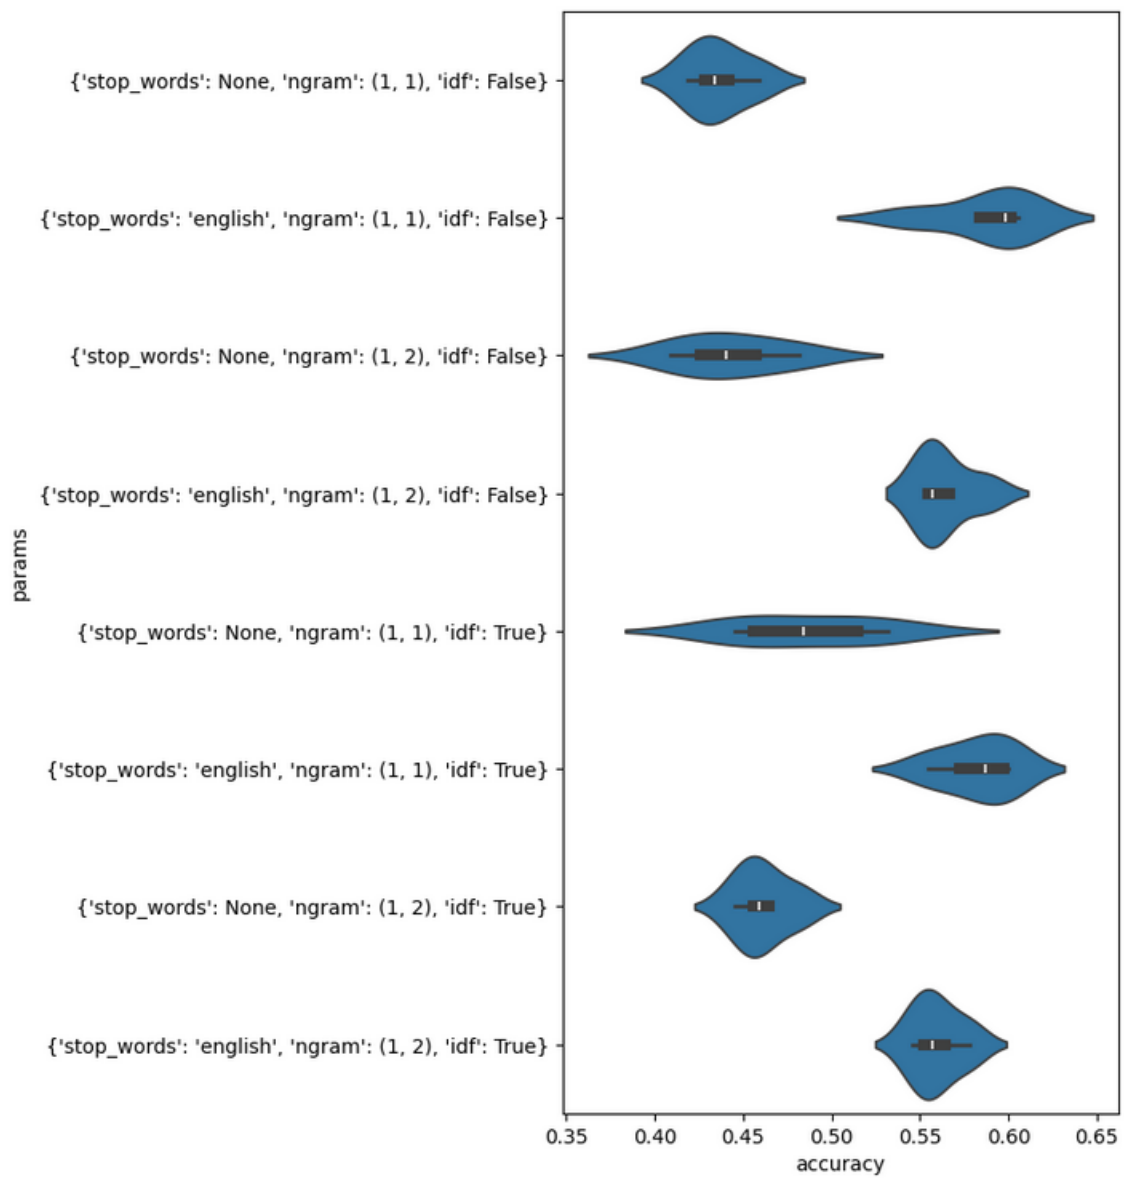 {'stop_words': None, 'ngram': (1, 1), 'idf': False}
{'stop_words': 'english', 'ngram': (1, 1), 'idf': False}
{'stop_words': None, 'ngram': (1, 2), 'idf': False}
{'stop_words': 'english', 'ngram': (1, 2), 'idf': False}
params
{'stop_words': None, 'ngram': (1, 1), 'idf': True}
{'stop_words': 'english', 'ngram': (1, 1), 'idf': True}
{'stop_words': None, 'ngram': (1, 2), 'idf': True}
{'stop_words': 'english', 'ngram': (1, 2), 'idf': True}
0.35 0.40 0.45 0.50 0.55 0.60 0.65
accuracy